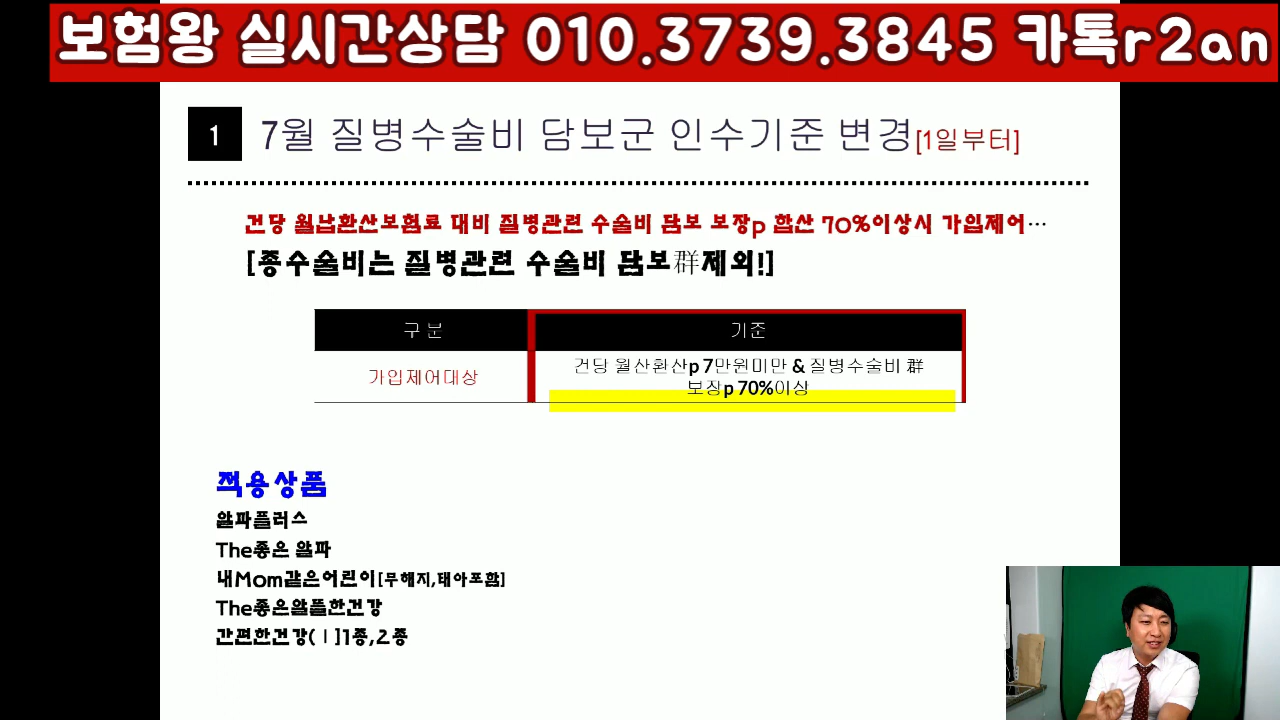 보험왕 실시간상담 010.3739.3845 카톡r2an
1 7월 질병수술비 담보군 인수기준 변경[1일부터]
건당 월납환산보험료 대비 질병관련 수술비 담보 보장p 합산 70%이상시 가입제어…
[종수술비는 질병관련 수술비 담보群제외!]
구 분 기준
가입제어대상 건당 월산환산p 7만원미만 & 질병수술비 群
보장p 70%이상
적용상품
알파플러스
The좋은 알파
내Mom같은어린이[무해지,태아포함]
The좋은알뜰한건강
간편한건강(Ⅰ]1종,2종